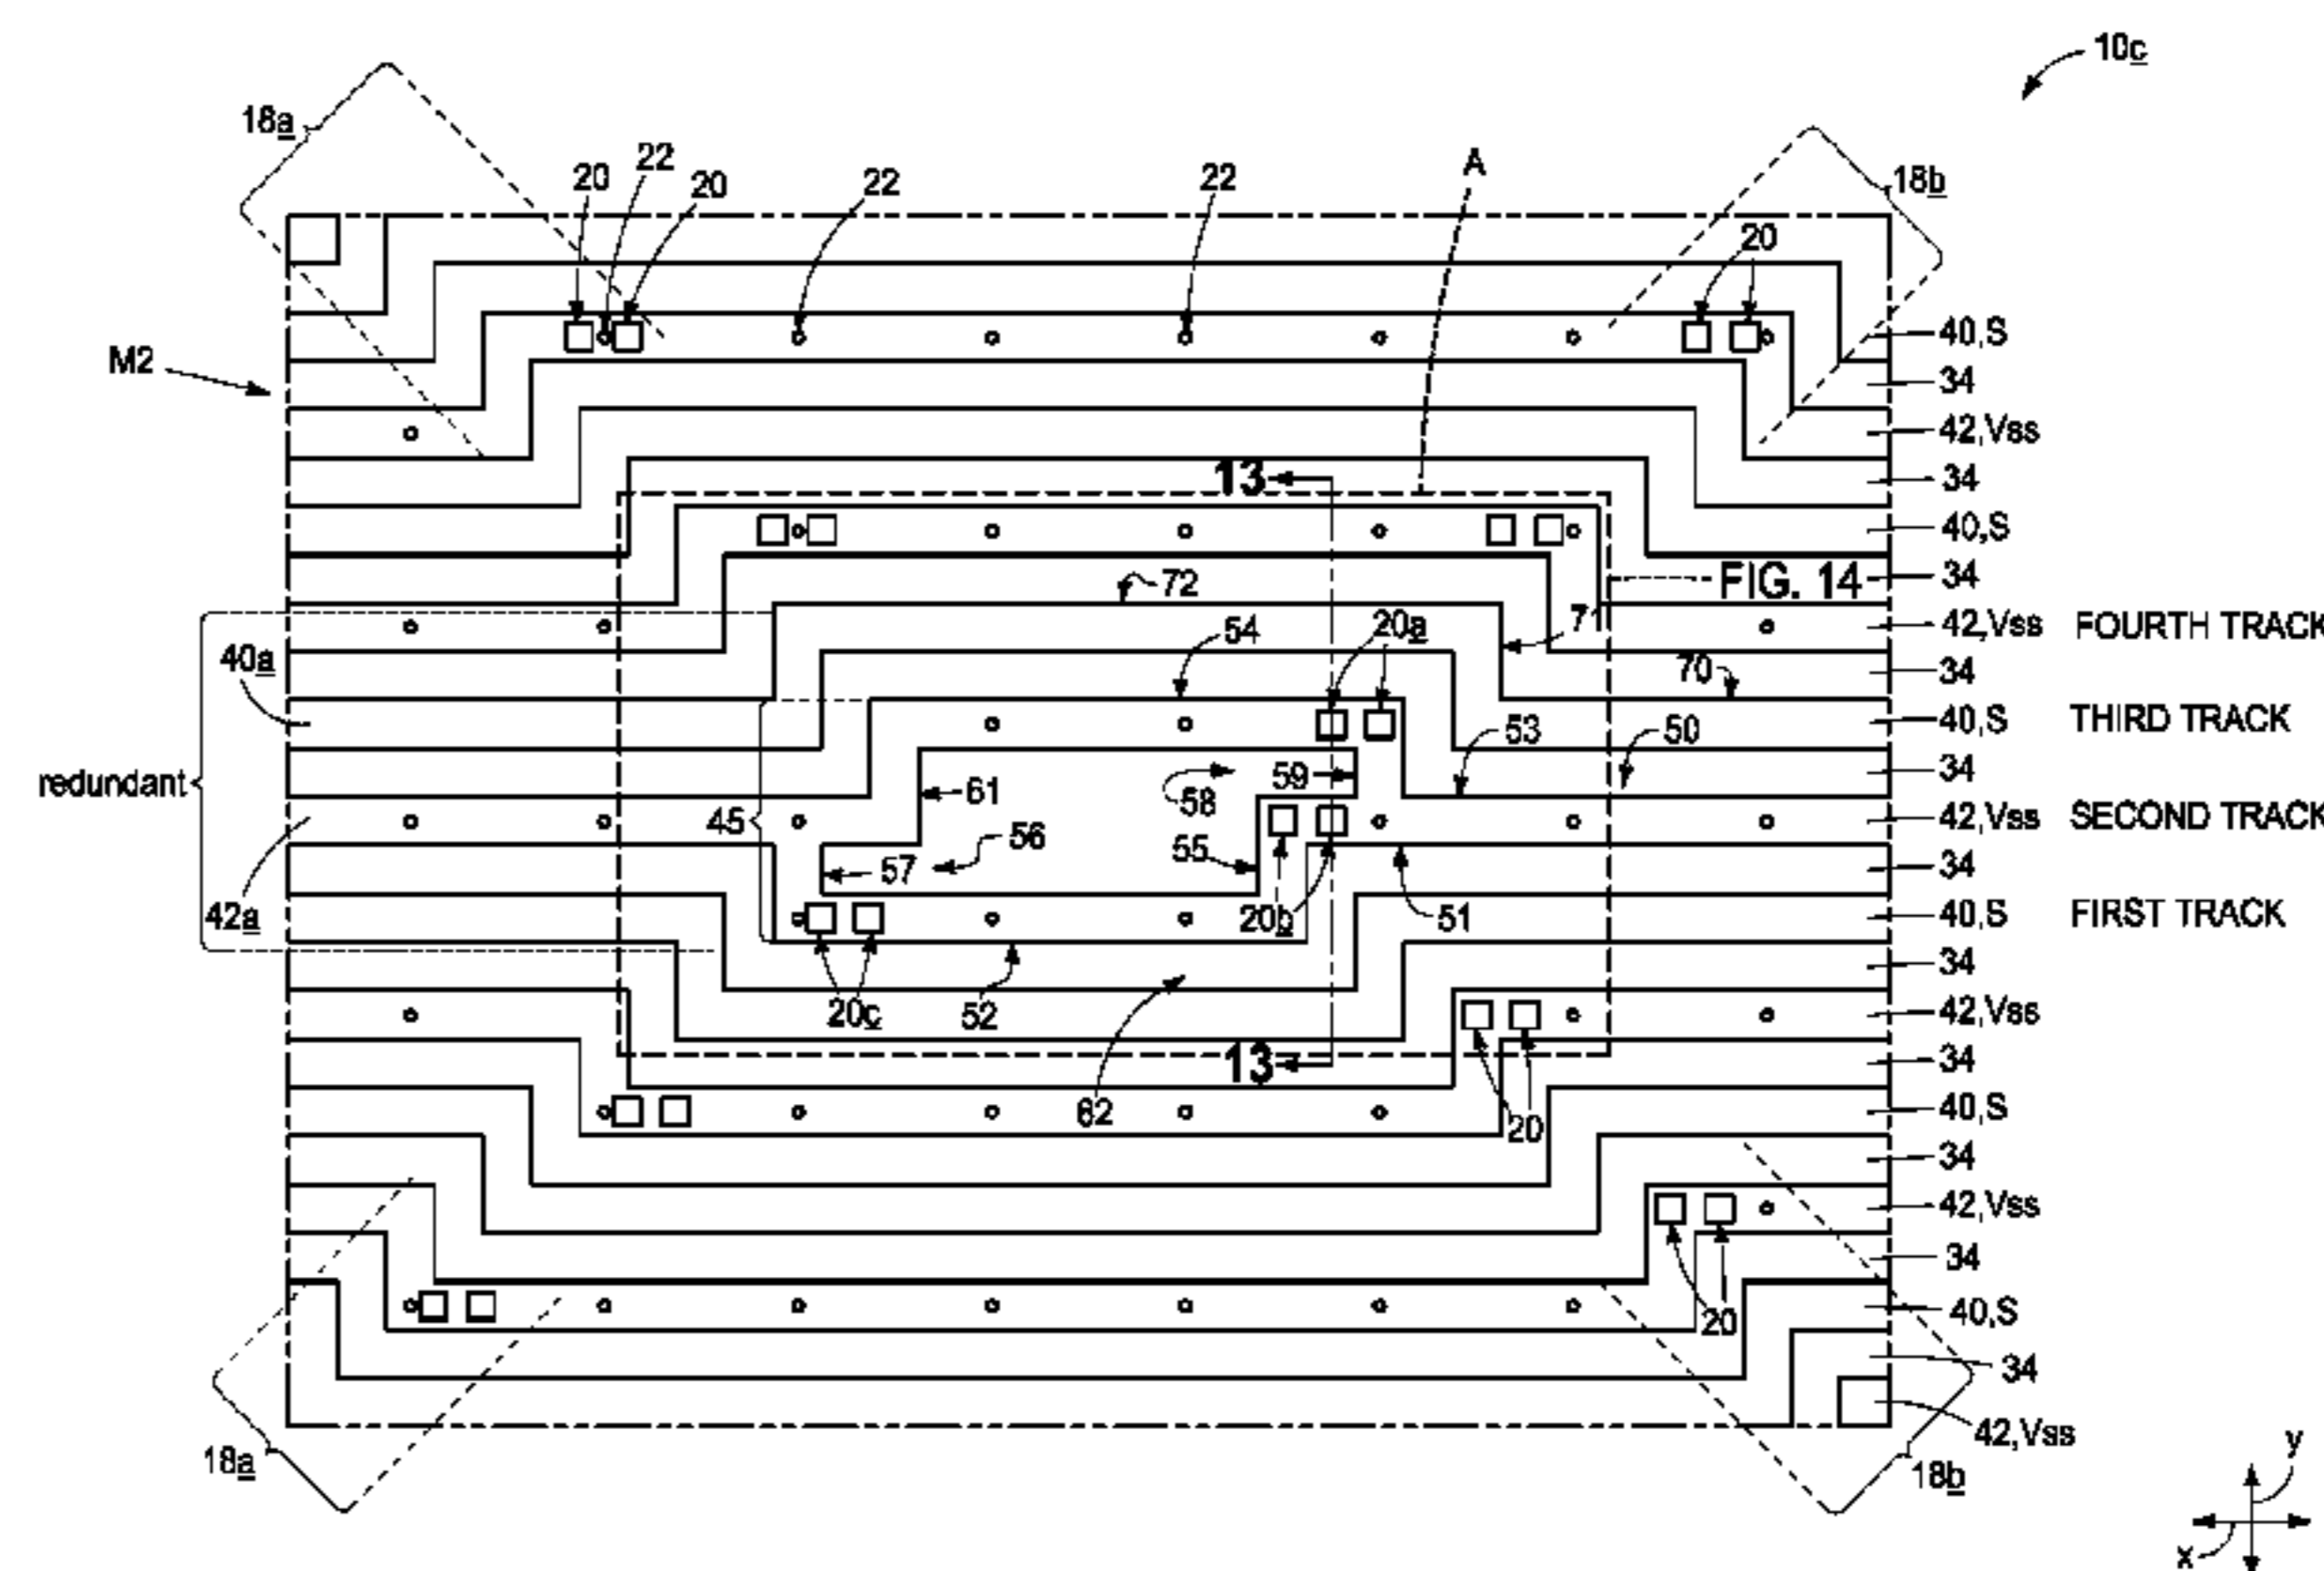 10c
18a
22
20
20
22
22
A
18b
20
40,S
M2
34
42,Vss
34
13
40,S
FIG. 14
34
72
71
42,Vss FOURTH TRACK
54
20a
40a
34
70
40,S THIRD TRACK
53
50
redundant
59
34
61
58
45
42,Vss SECOND TRACK
56
55
57
34
42a
20b
51
40,S FIRST TRACK
34
20c
52
42,Vss
13
34
62
20
40,S
34
42,Vss
34
20
40,S
34
42,Vss
18a
18b
y
x